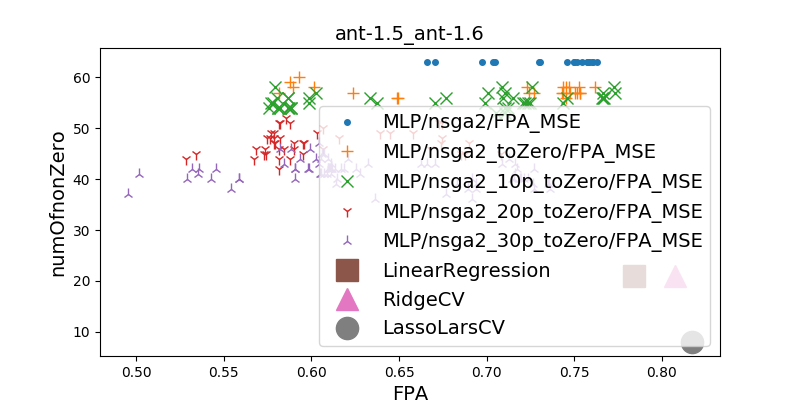 ant-1.5_ant-1.6
numOfnonZero
60
50
40
30
20
10
MLP/nsga2/FPA_MSE
MLP/nsga2_toZero/FPA_MSE
MLP/nsga2_10p_toZero/FPA_MSE
MLP/nsga2_20p_toZero/FPA_MSE
MLP/nsga2_30p_toZero/FPA_MSE
LinearRegression
RidgeCV
LassoLarsCV
0.50 0.55 0.60 0.65 0.70 0.75 0.80
FPA